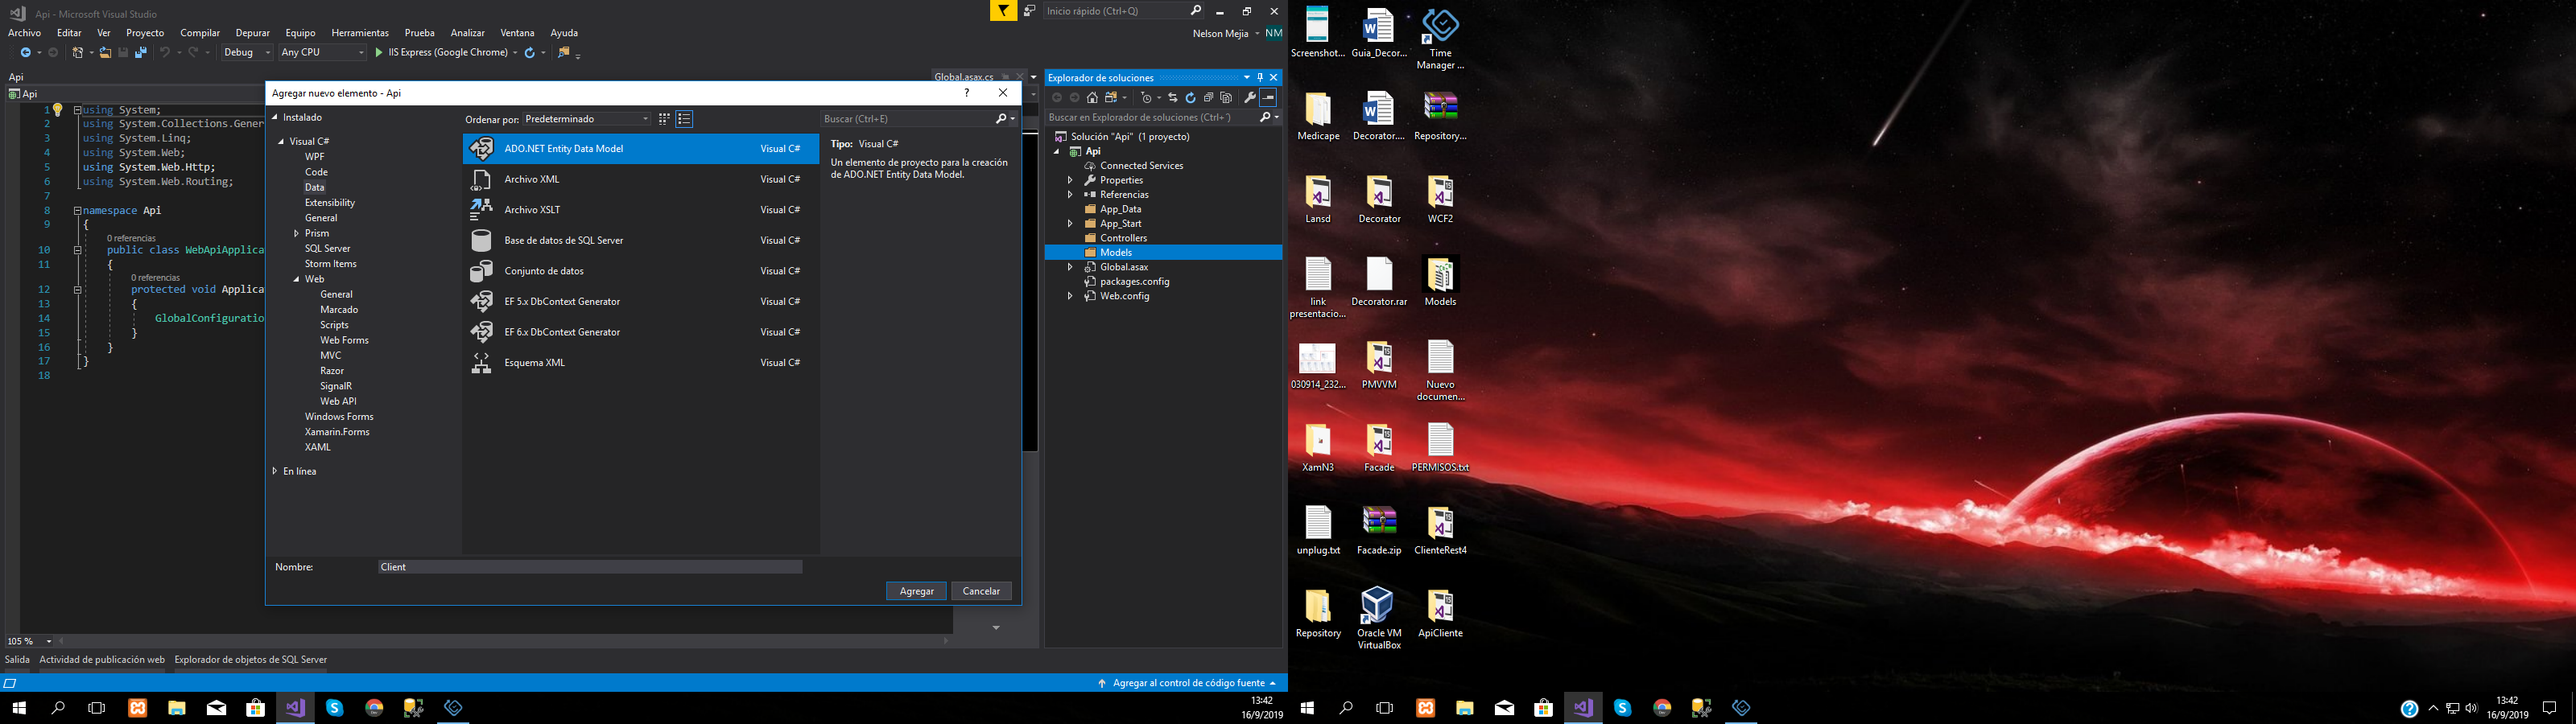 Api - Microsoft Visual Studio
Inicio rápido (Ctrl+Q)
Archivo Editar Ver Proyecto Compilar Depurar Equipo Herramientas Prueba Analizar Ventana Ayuda
Nelson Mejia NM
Debug Any CPU IIS Express (Google Chrome)
Api
Global.asax.cs
Api
1 using System;
2 using System.Collections.Gener
3 using System.Linq;
4 using System.Web;
5 using System.Web.Http;
6 using System.Web.Routing;
7
8 namespace Api
9 {
0 referencias
10 public class WebApiApplica
11 {
0 referencias
12 protected void Applica
13 {
14 GlobalConfiguratio
15 }
16 }
17 }
18
105 %
Agregar nuevo elemento - Api
?
Instalado
Visual C#
WPF
Code
Data
Extensibility
General
Prism
SQL Server
Storm Items
Web
General
Marcado
Scripts
Web Forms
MVC
Razor
SignalR
Web API
Windows Forms
Xamarin.Forms
XAML
En línea
Ordenar por: Predeterminado
Buscar (Ctrl+E)
ADO.NET Entity Data Model Visual C#
Archivo XML Visual C#
Archivo XSLT Visual C#
Base de datos de SQL Server Visual C#
Conjunto de datos Visual C#
EF 5.x DbContext Generator Visual C#
EF 6.x DbContext Generator Visual C#
Esquema XML Visual C#
Tipo: Visual C#
Un elemento de proyecto para la creación
de ADO.NET Entity Data Model.
Nombre: Client
Agregar Cancelar
Explorador de soluciones
Buscar en Explorador de soluciones (Ctrl+¨)
Solución "Api" (1 proyecto)
Api
Connected Services
Properties
Referencias
App_Data
App_Start
Controllers
Models
Global.asax
packages.config
Web.config
Salida Actividad de publicación web Explorador de objetos de SQL Server
Agregar al control de código fuente
13:42
16/9/2019
Screenshot... Guia_Decor... Time
Manager ...
Medicape Decorator.... Repository...
Lansd Decorator WCF2
link
presentacio... Decorator.rar Models
030914_232... PMVVM Nuevo
documen...
XamN3 Facade PERMISOS.txt
unplug.txt Facade.zip ClienteRest4
Repository Oracle VM
VirtualBox ApiCliente
13:42
16/9/2019